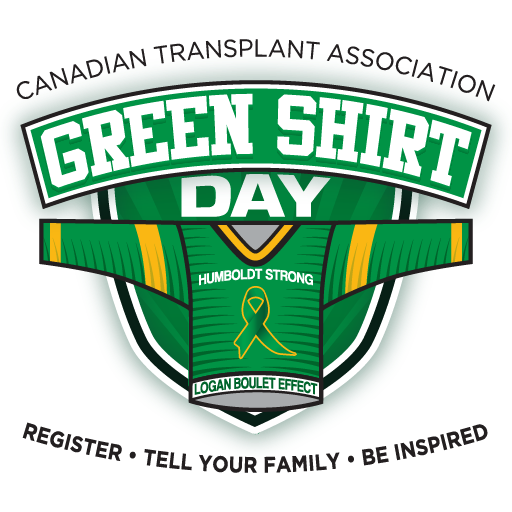 CANADIAN TRANSPLANT ASSOCIATION
GREEN SHIRT
DAY
HUMBOLDT STRONG
LOGAN BOULET EFFECT
REGISTER • TELL YOUR FAMILY • BE INSPIRED